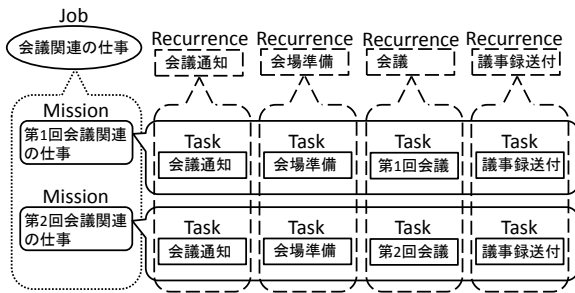 Job
会議関連の仕事
Recurrence Recurrence Recurrence Recurrence
会議通知 会場準備 会議 議事録送付
Mission
第1回会議関連
の仕事
Task Task Task Task
会議通知 会場準備 第1回会議 議事録送付
Mission
第2回会議関連
の仕事
Task Task Task Task
会議通知 会場準備 第2回会議 議事録送付